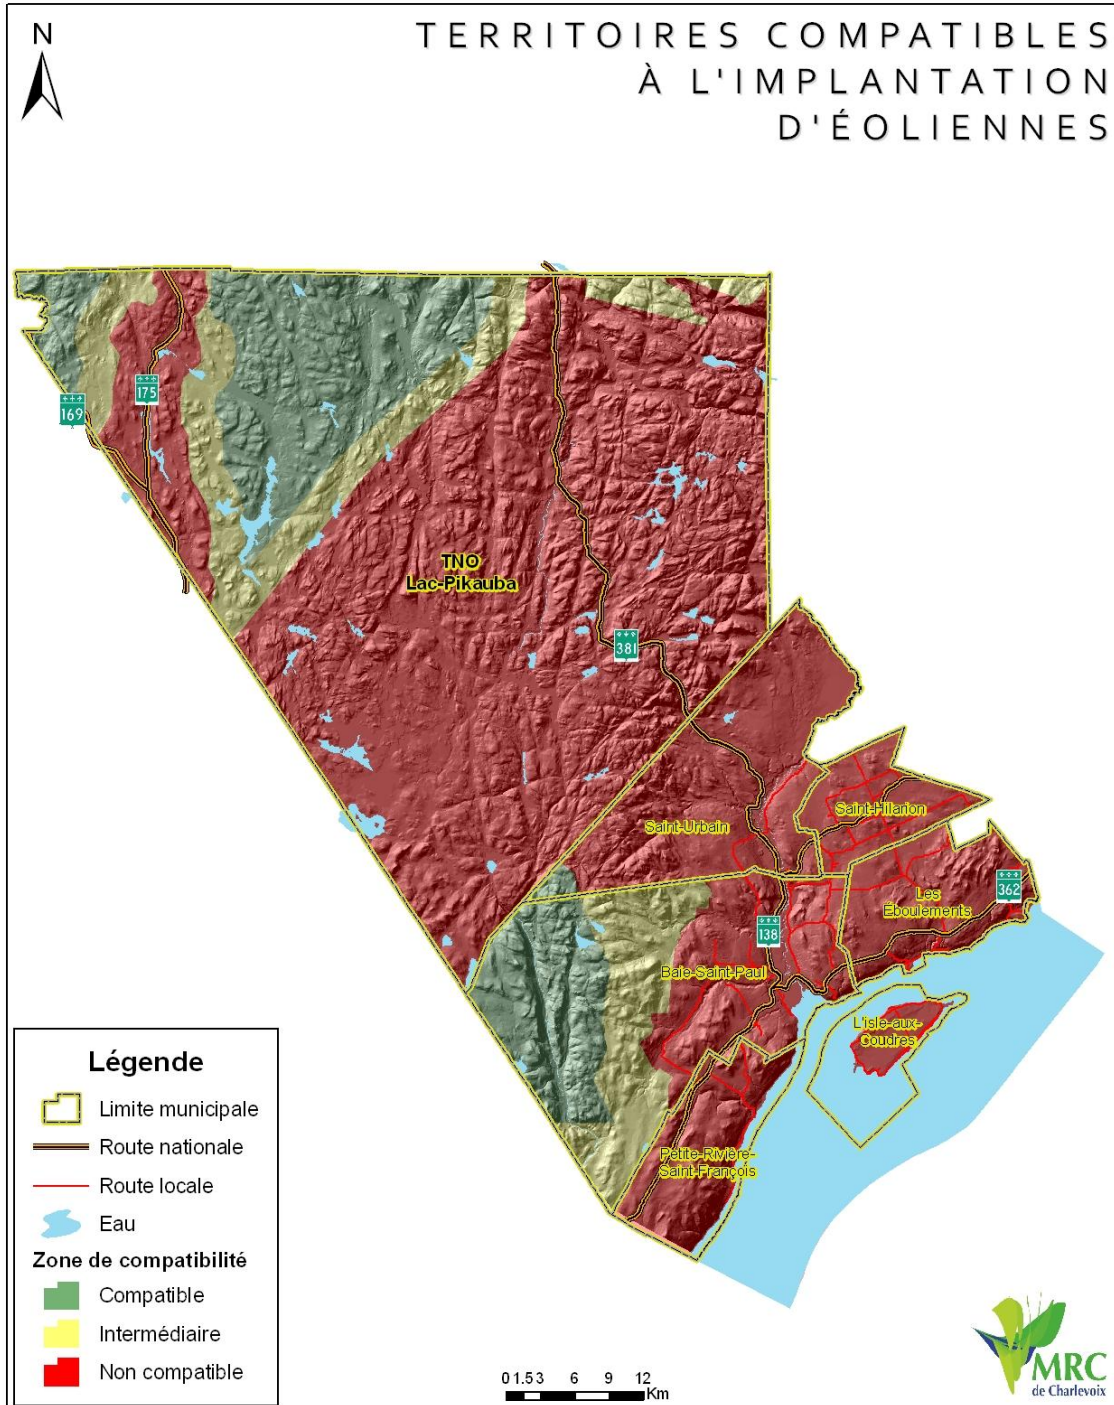 N
TERRITOIRES COMPATIBLES
À L'IMPLANTATION
D'ÉOLIENNES
175
169
TNO
Lac-Pikauba
381
Saint-Hilarion
Saint-Urbain
362
Les
Éboulements
138
Baie-Saint-Paul
L'isle-aux-
Coudres
Petite-Rivière-
Saint-François
Légende
Limite municipale
Route nationale
Route locale
Eau
Zone de compatibilité
Compatible
Intermédiaire
Non compatible
0 1.5 3 6 9 12
Km
MRC
de Charlevoix